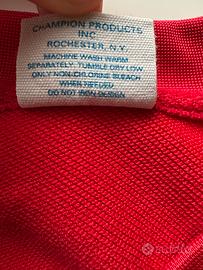 CHAMPION PRODUCTS
INC
ROCHESTER, N.Y.
MACHINE WASH WARM
SEPARATELY, TUMBLE DRY LOW
ONLY NON-CHLORINE BLEACH
WHEN NEEDED
DO NOT IRON DESIGN
subito